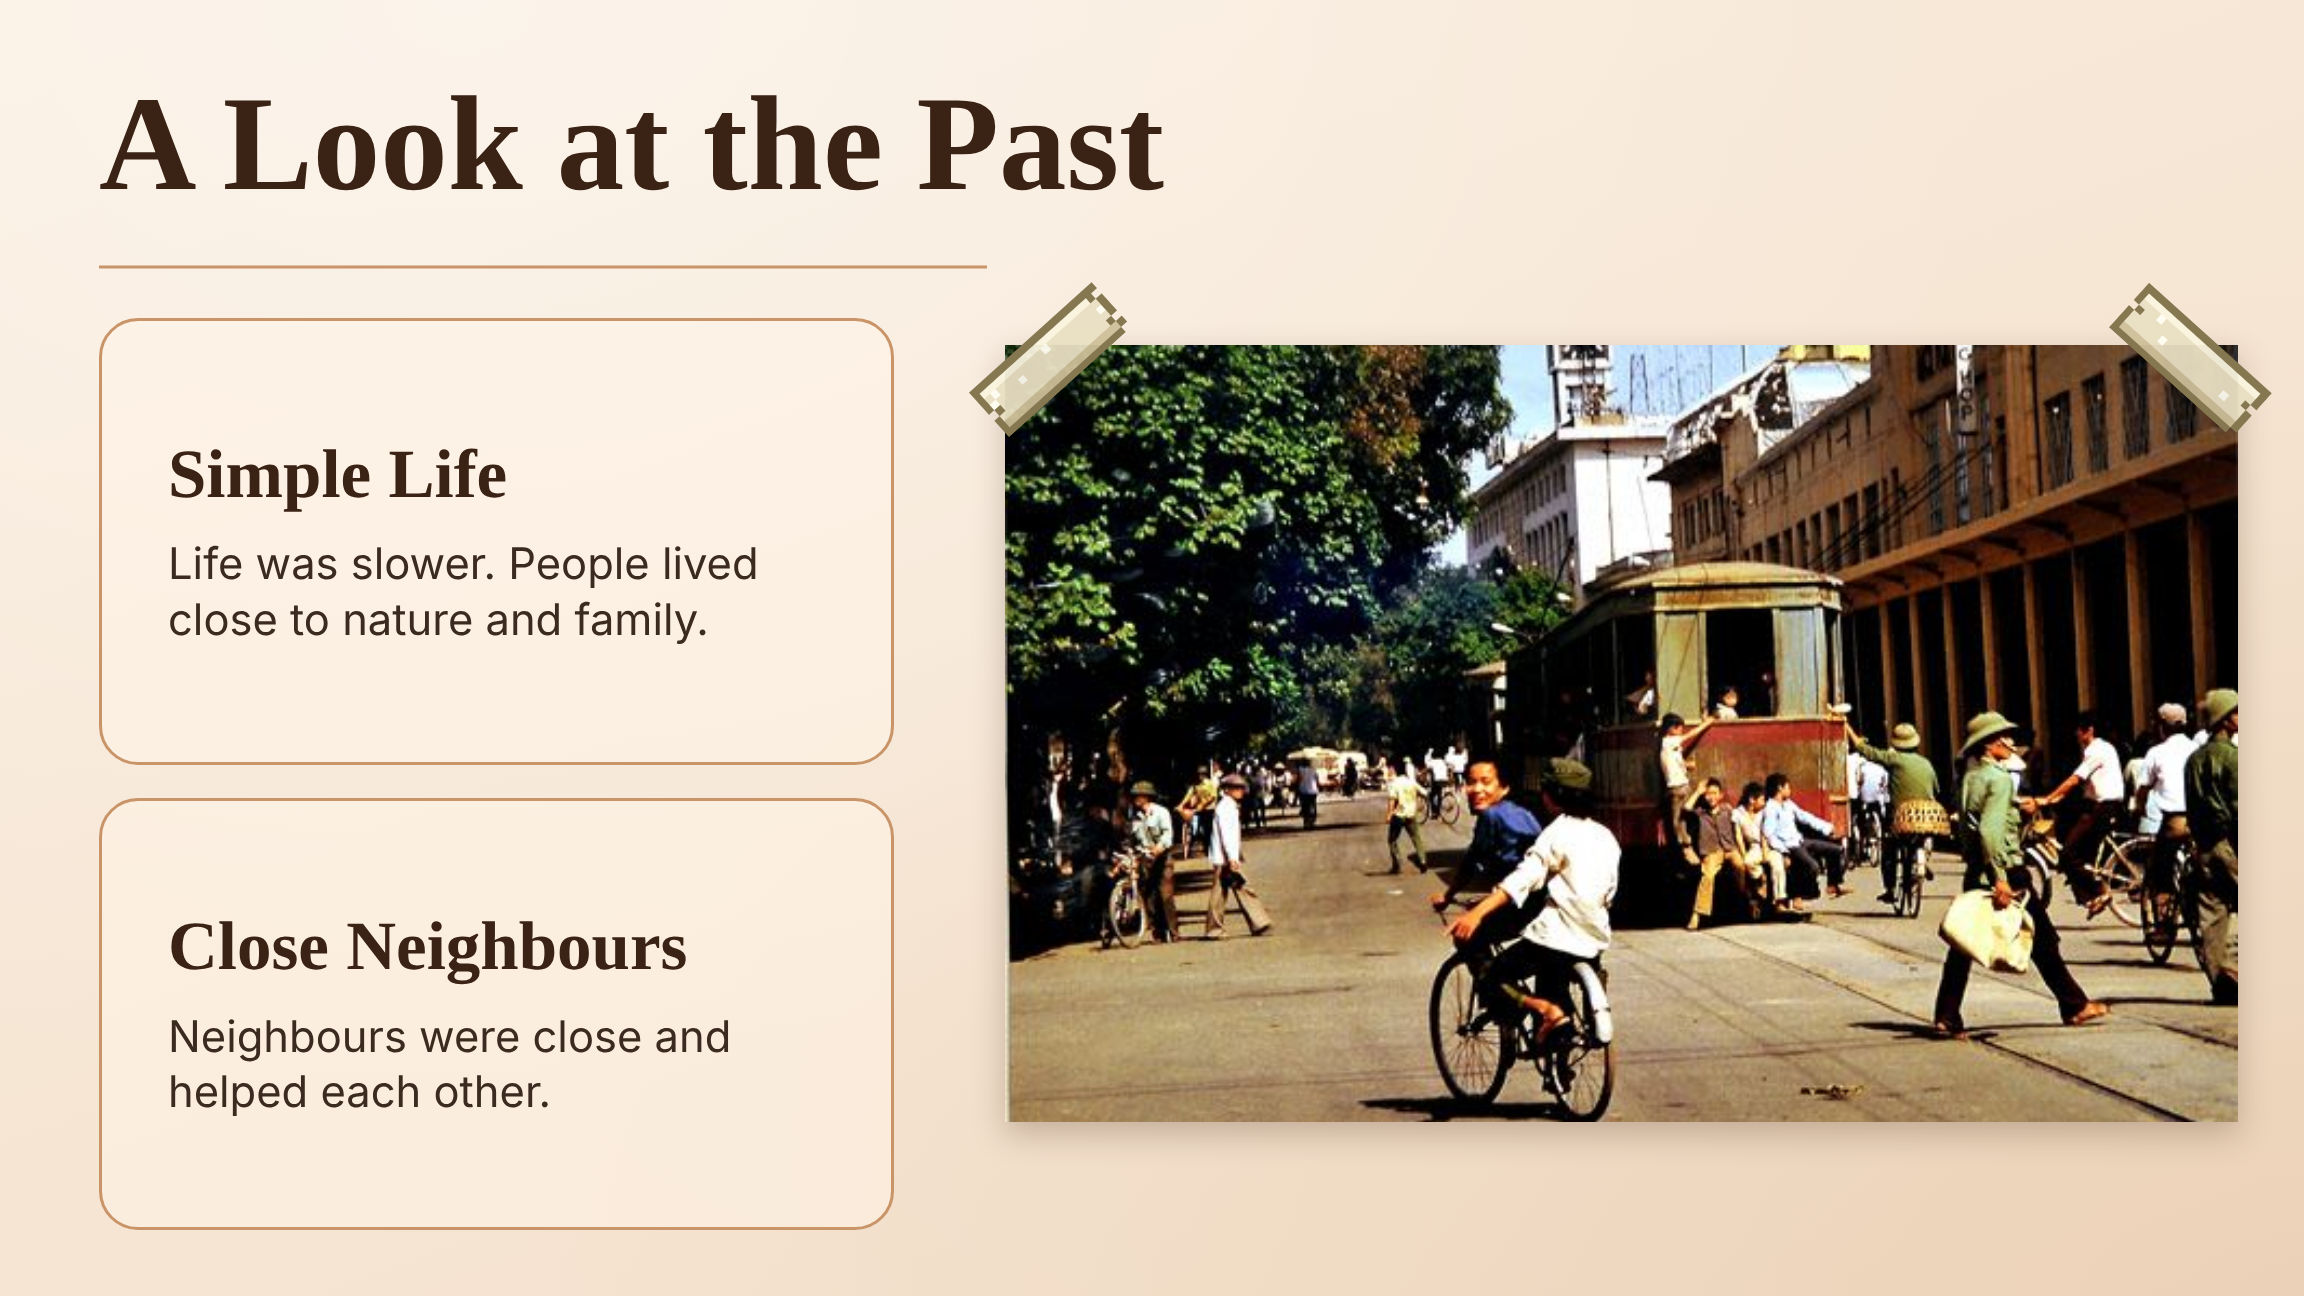 A Look at the Past
Simple Life
Life was slower. People lived
close to nature and family.
Close Neighbours
Neighbours were close and
helped each other.